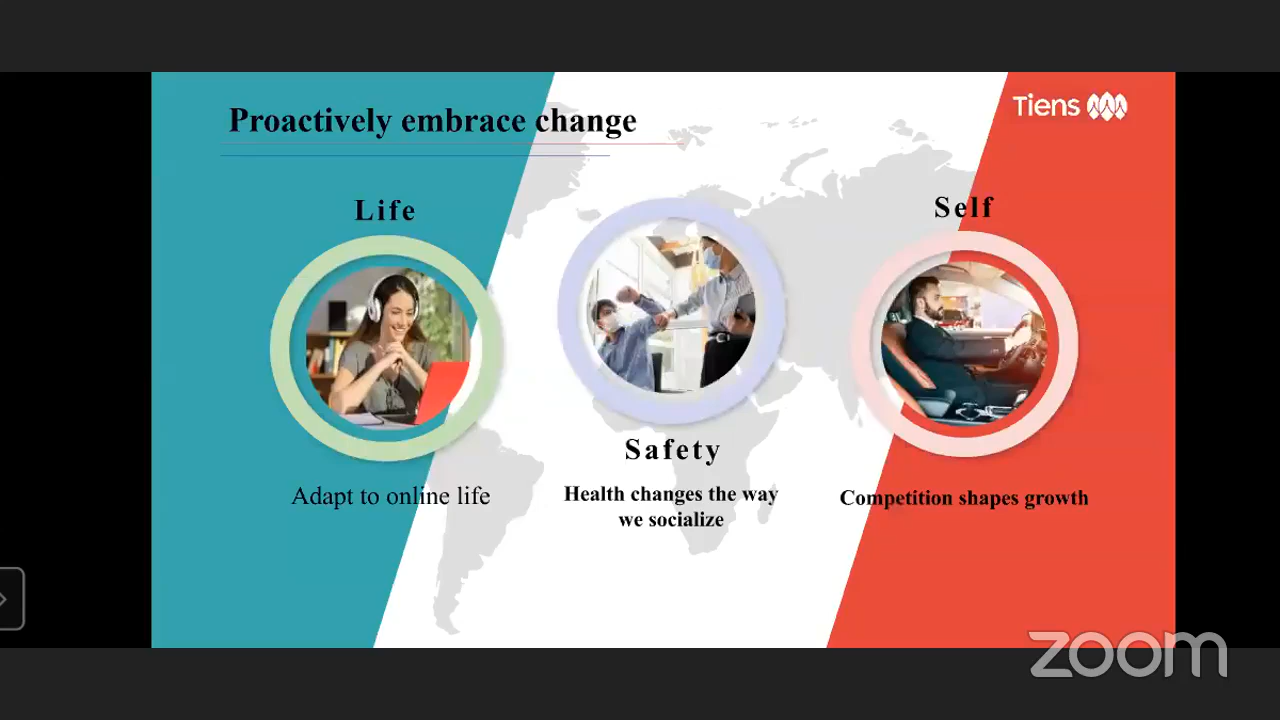 Proactively embrace change
Tiens
Life
Self
Safety
Adapt to online life
Health changes the way
we socialize
Competition shapes growth
zoom